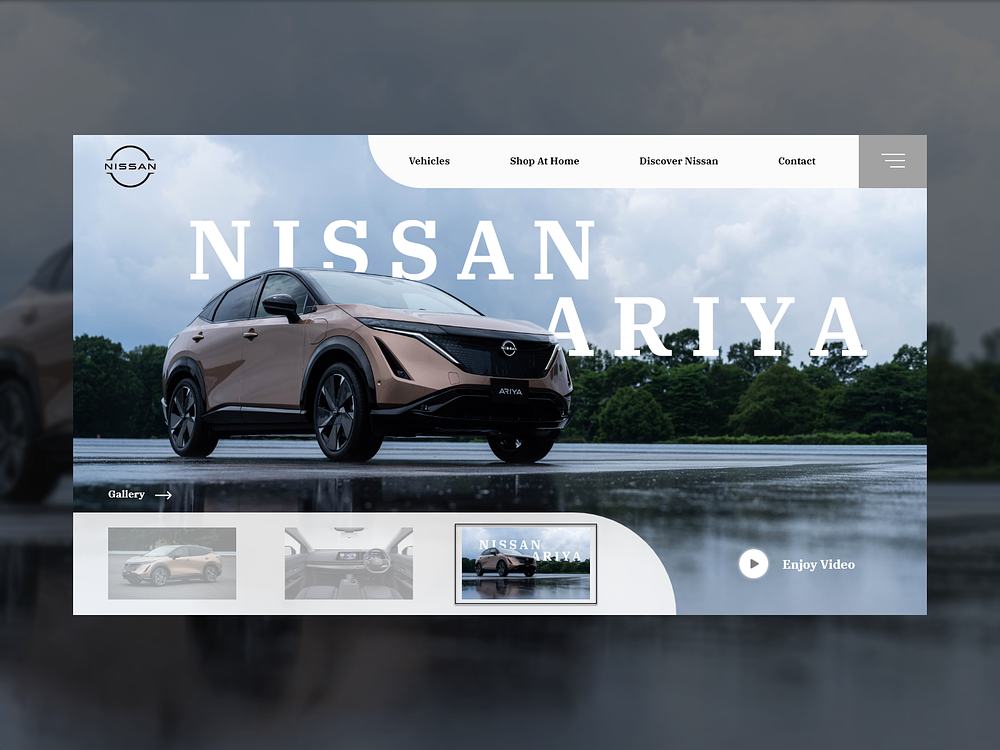 NISSAN
Vehicles
Shop At Home
Discover Nissan
Contact
NISSAN
ARIYA
ARIYA
Gallery
NISSAN
ARIYA
Enjoy Video